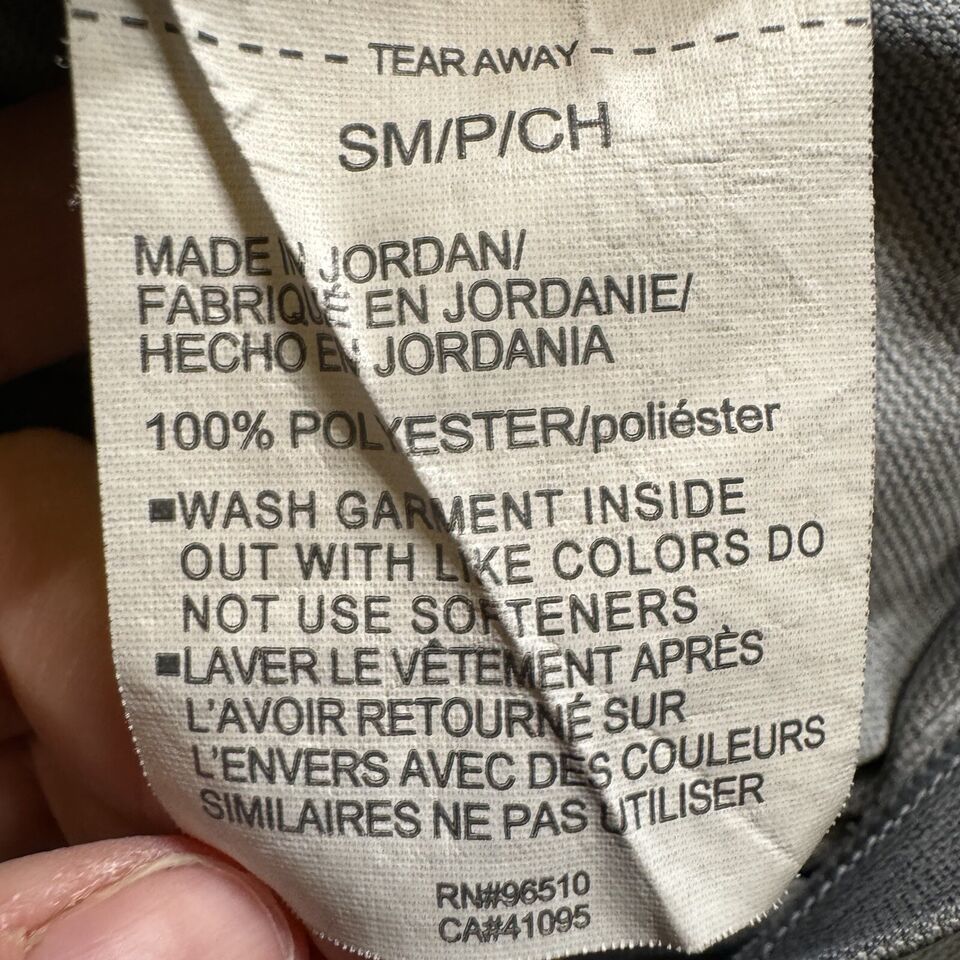 TEAR AWAY
SM/P/CH
MADE IN JORDAN/
FABRIQUÉ EN JORDANIE/
HECHO EN JORDANIA
100% POLYESTER/poliéster
▪WASH GARMENT INSIDE
OUT WITH LIKE COLORS DO
NOT USE SOFTENERS
▪LAVER LE VÊTEMENT APRÈS
L'AVOIR RETOURNÉ SUR
L'ENVERS AVEC DES COULEURS
SIMILAIRES NE PAS UTILISER
RN#96510
CA#41095